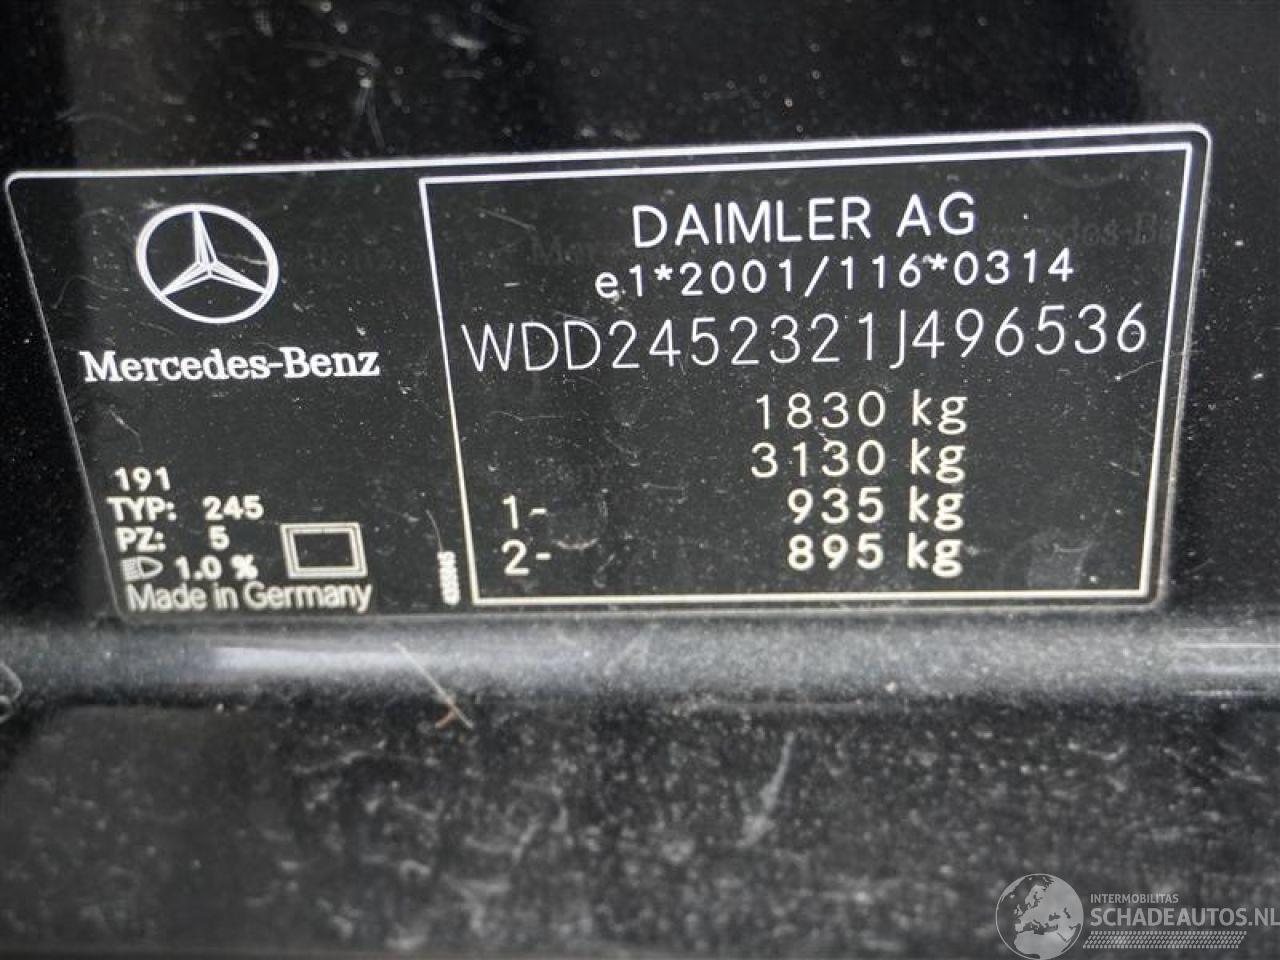 Mercedes-Benz
191
TYP: 245
PZ: 5
1.0 %
Made in Germany
DAIMLER AG
e1*2001/116*0314
WDD2452321J496536
1830 kg
3130 kg
1- 935 kg
2- 895 kg
INTERMOBILITAS
SCHADEAUTOS.NL